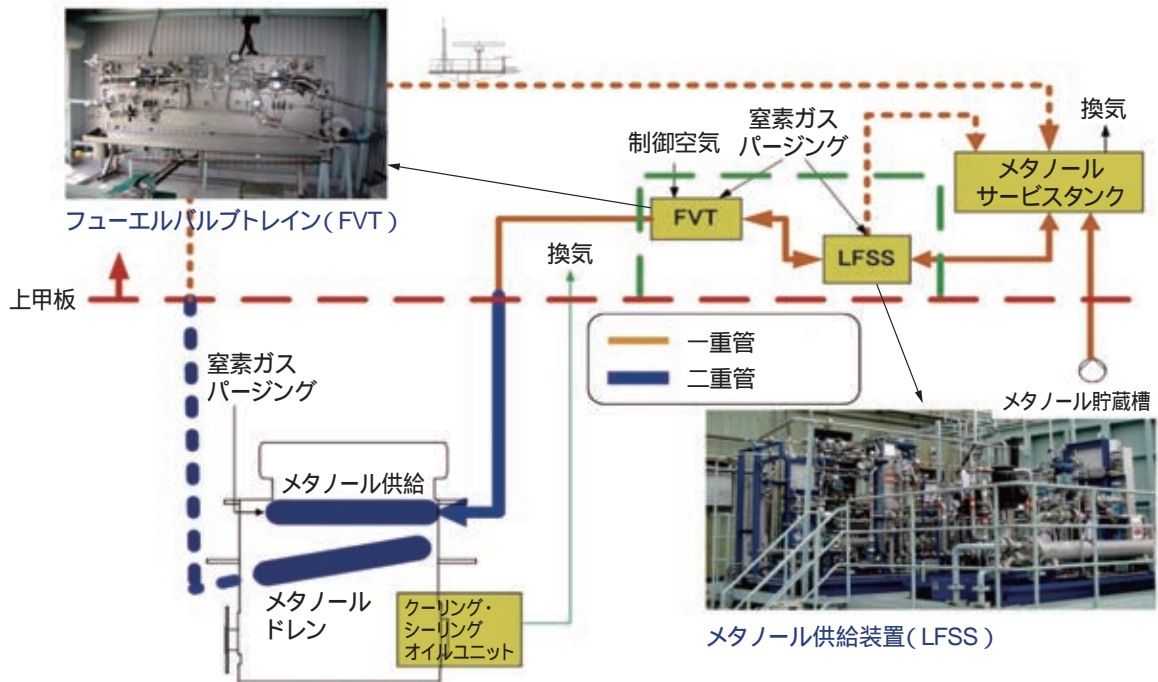 フューエルバルブトレイン(FVT)
制御空気
窒素ガス
パージング
換気
メタノール
サービスタンク
FVT
LFSS
換気
上甲板
一重管
二重管
窒素ガス
パージング
メタノール貯蔵槽
メタノール供給
メタノール
ドレン
クーリング・
シーリング
オイルユニット
メタノール供給装置(LFSS)